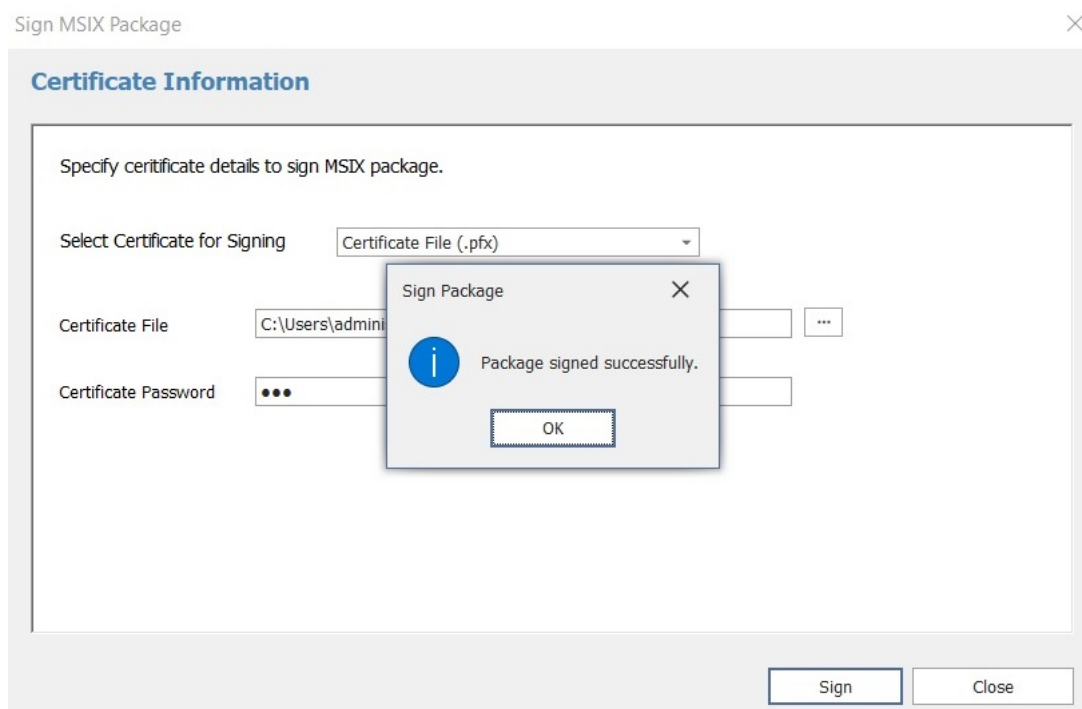 Sign MSIX Package
Certificate Information
Specify ceritificate details to sign MSIX package.
Select Certificate for Signing Certificate File (.pfx)
Sign Package
Certificate File C:\Users\admini ...
Package signed successfully.
Certificate Password •••
OK
Sign Close